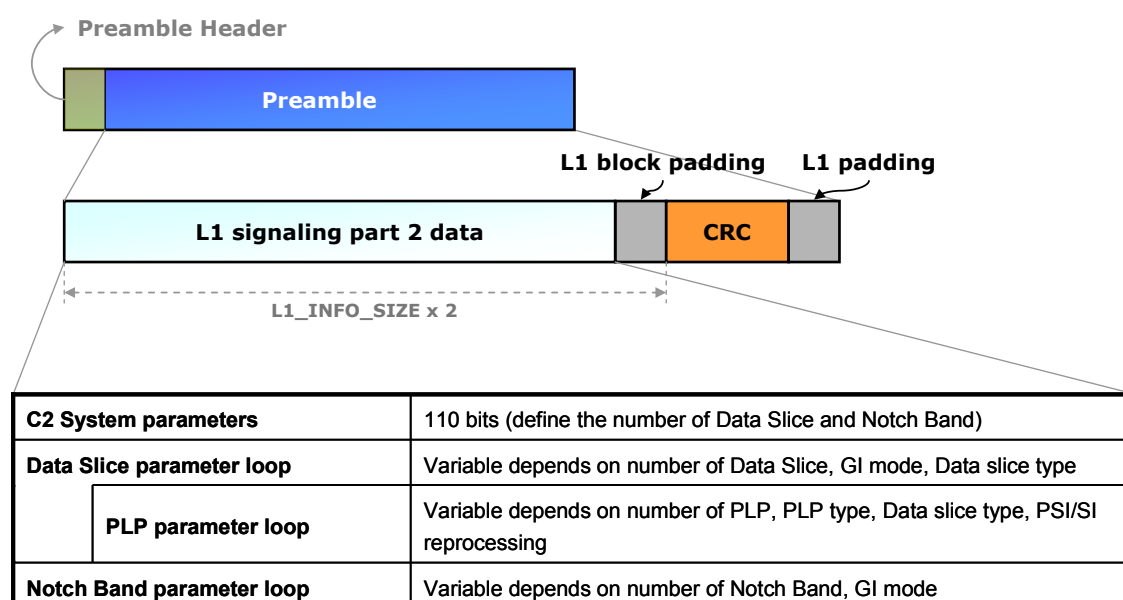 Preamble Header
Preamble
L1 block padding
L1 padding
L1 signaling part 2 data
CRC
L1_INFO_SIZE x 2
C2 System parameters
110 bits (define the number of Data Slice and Notch Band)
Data Slice parameter loop
Variable depends on number of Data Slice, GI mode, Data slice type
PLP parameter loop
Variable depends on number of PLP, PLP type, Data slice type, PSI/SI
reprocessing
Notch Band parameter loop
Variable depends on number of Notch Band, GI mode